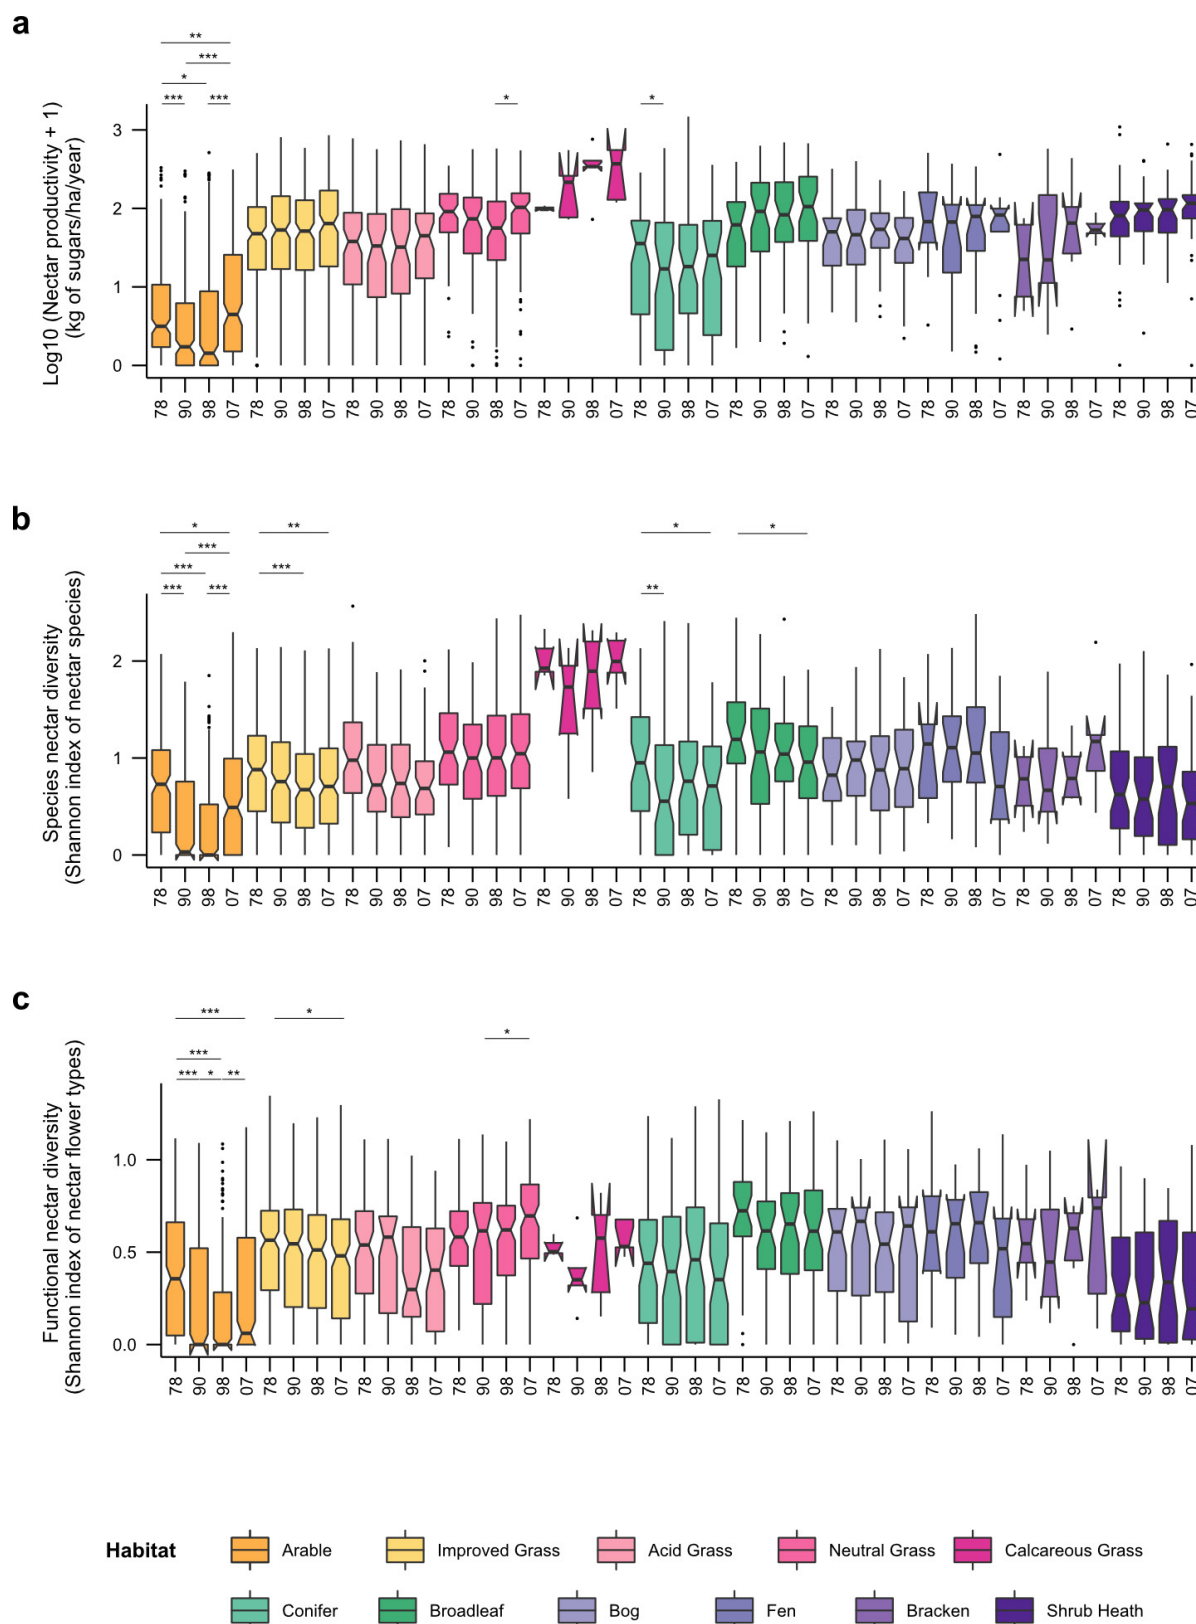 a
**
***
*
***
***
*
*
Log10 (Nectar productivity + 1)
(kg of sugars/ha/year)
3
2
1
0
78 90 98 07 78 90 98 07 78 90 98 07 78 90 98 07 78 90 98 07 78 90 98 07 78 90 98 07 78 90 98 07 78 90 98 07 78 90 98 07 78 90 98 07
b
*
**
*
*
***
***
***
***
***
**
Species nectar diversity
(Shannon index of nectar species)
2
1
0
78 90 98 07 78 90 98 07 78 90 98 07 78 90 98 07 78 90 98 07 78 90 98 07 78 90 98 07 78 90 98 07 78 90 98 07 78 90 98 07 78 90 98 07
c
***
*
*
***
***
*
**
Functional nectar diversity
(Shannon index of nectar flower types)
1.0
0.5
0.0
78 90 98 07 78 90 98 07 78 90 98 07 78 90 98 07 78 90 98 07 78 90 98 07 78 90 98 07 78 90 98 07 78 90 98 07 78 90 98 07 78 90 98 07
Habitat Arable Improved Grass Acid Grass Neutral Grass Calcareous Grass
Conifer Broadleaf Bog Fen Bracken Shrub Heath